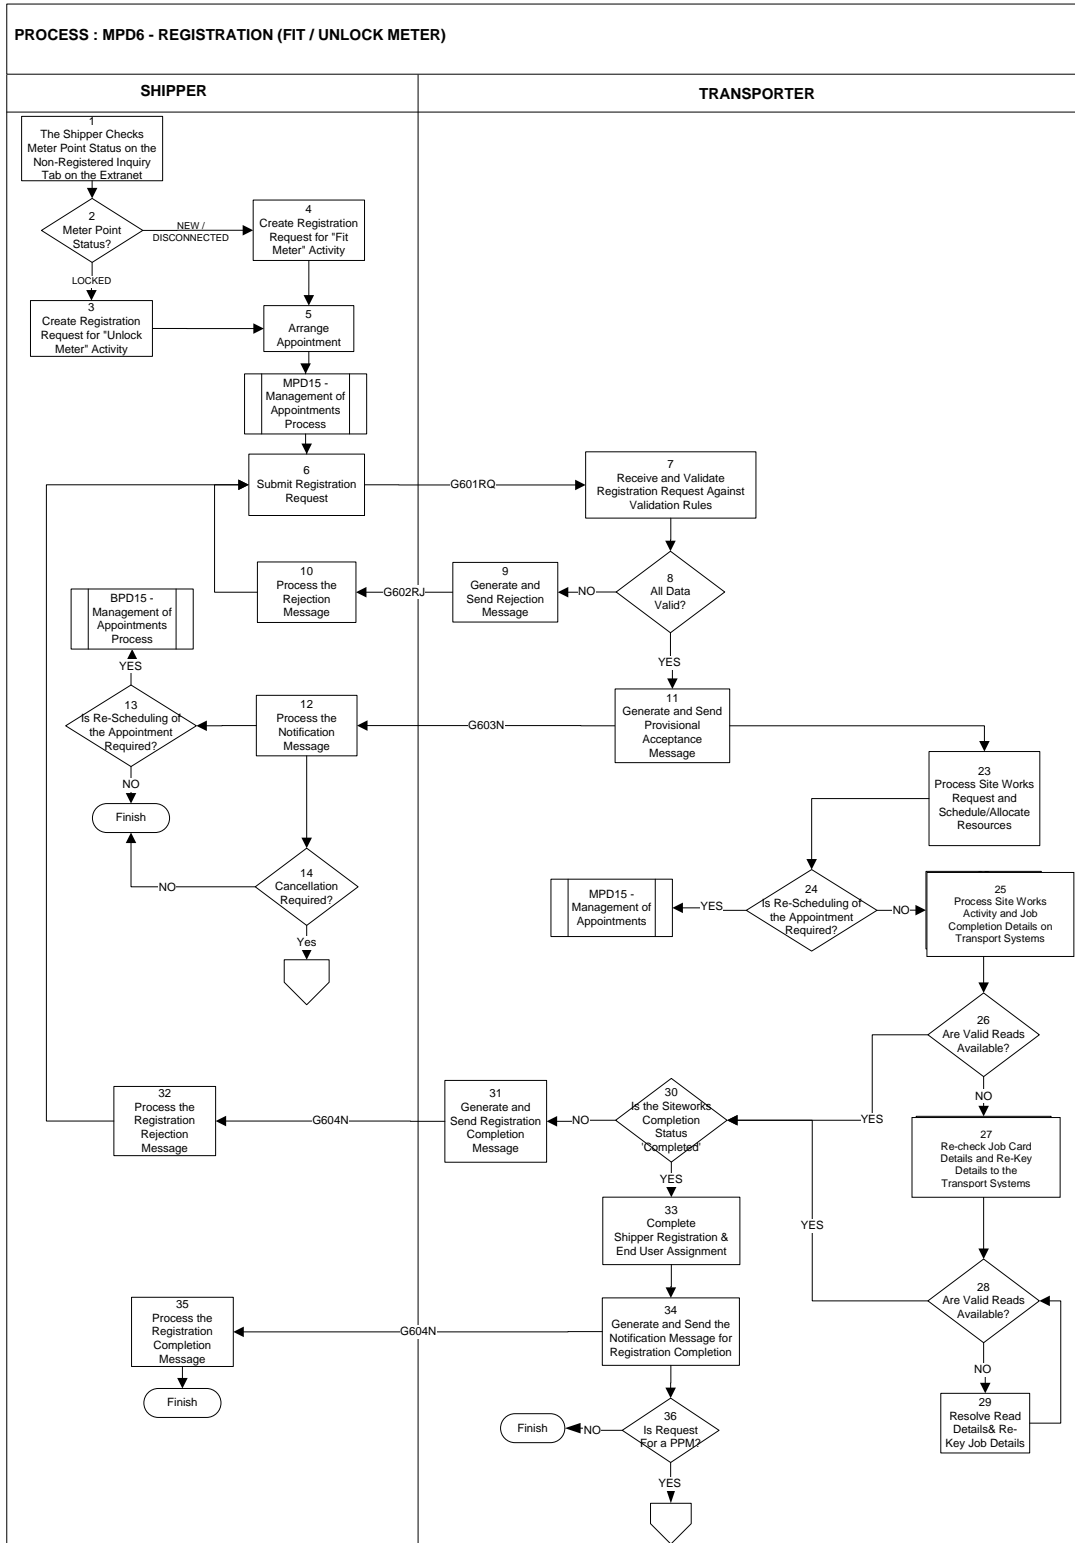 PROCESS : MPD6 - REGISTRATION (FIT / UNLOCK METER)
SHIPPER
TRANSPORTER
1
The Shipper Checks
Meter Point Status on the
Non-Registered Inquiry
Tab on the Extranet
2
Meter Point
Status?
NEW /
DISCONNECTED
4
Create Registration
Request for "Fit
Meter" Activity
LOCKED
3
Create Registration
Request for "Unlock
Meter" Activity
5
Arrange
Appointment
MPD15 -
Management of
Appointments
Process
6
Submit Registration
Request
G601RQ
7
Receive and Validate
Registration Request Against
Validation Rules
8
All Data
Valid?
NO
9
Generate and
Send Rejection
Message
G602RJ
10
Process the
Rejection
Message
BPD15 -
Management of
Appointments
Process
YES
YES
11
Generate and Send
Provisional
Acceptance
Message
G603N
12
Process the
Notification
Message
13
Is Re-Scheduling of
the Appointment
Required?
NO
Finish
14
Cancellation
Required?
NO
Yes
23
Process Site Works
Request and
Schedule/Allocate
Resources
24
Is Re-Scheduling of
the Appointment
Required?
YES
MPD15 -
Management of
Appointments
NO
25
Process Site Works
Activity and Job
Completion Details on
Transport Systems
26
Are Valid Reads
Available?
YES
NO
27
Re-check Job Card
Details and Re-Key
Details to the
Transport Systems
28
Are Valid Reads
Available?
YES
NO
29
Resolve Read
Details& Re-
Key Job Details
30
Is the Siteworks
Completion
Status
'Completed'
NO
31
Generate and
Send Registration
Completion
Message
G604N
32
Process the
Registration
Rejection
Message
YES
33
Complete
Shipper Registration &
End User Assignment
34
Generate and Send the
Notification Message for
Registration Completion
G604N
35
Process the
Registration
Completion
Message
Finish
36
Is Request
For a PPM?
NO
Finish
YES